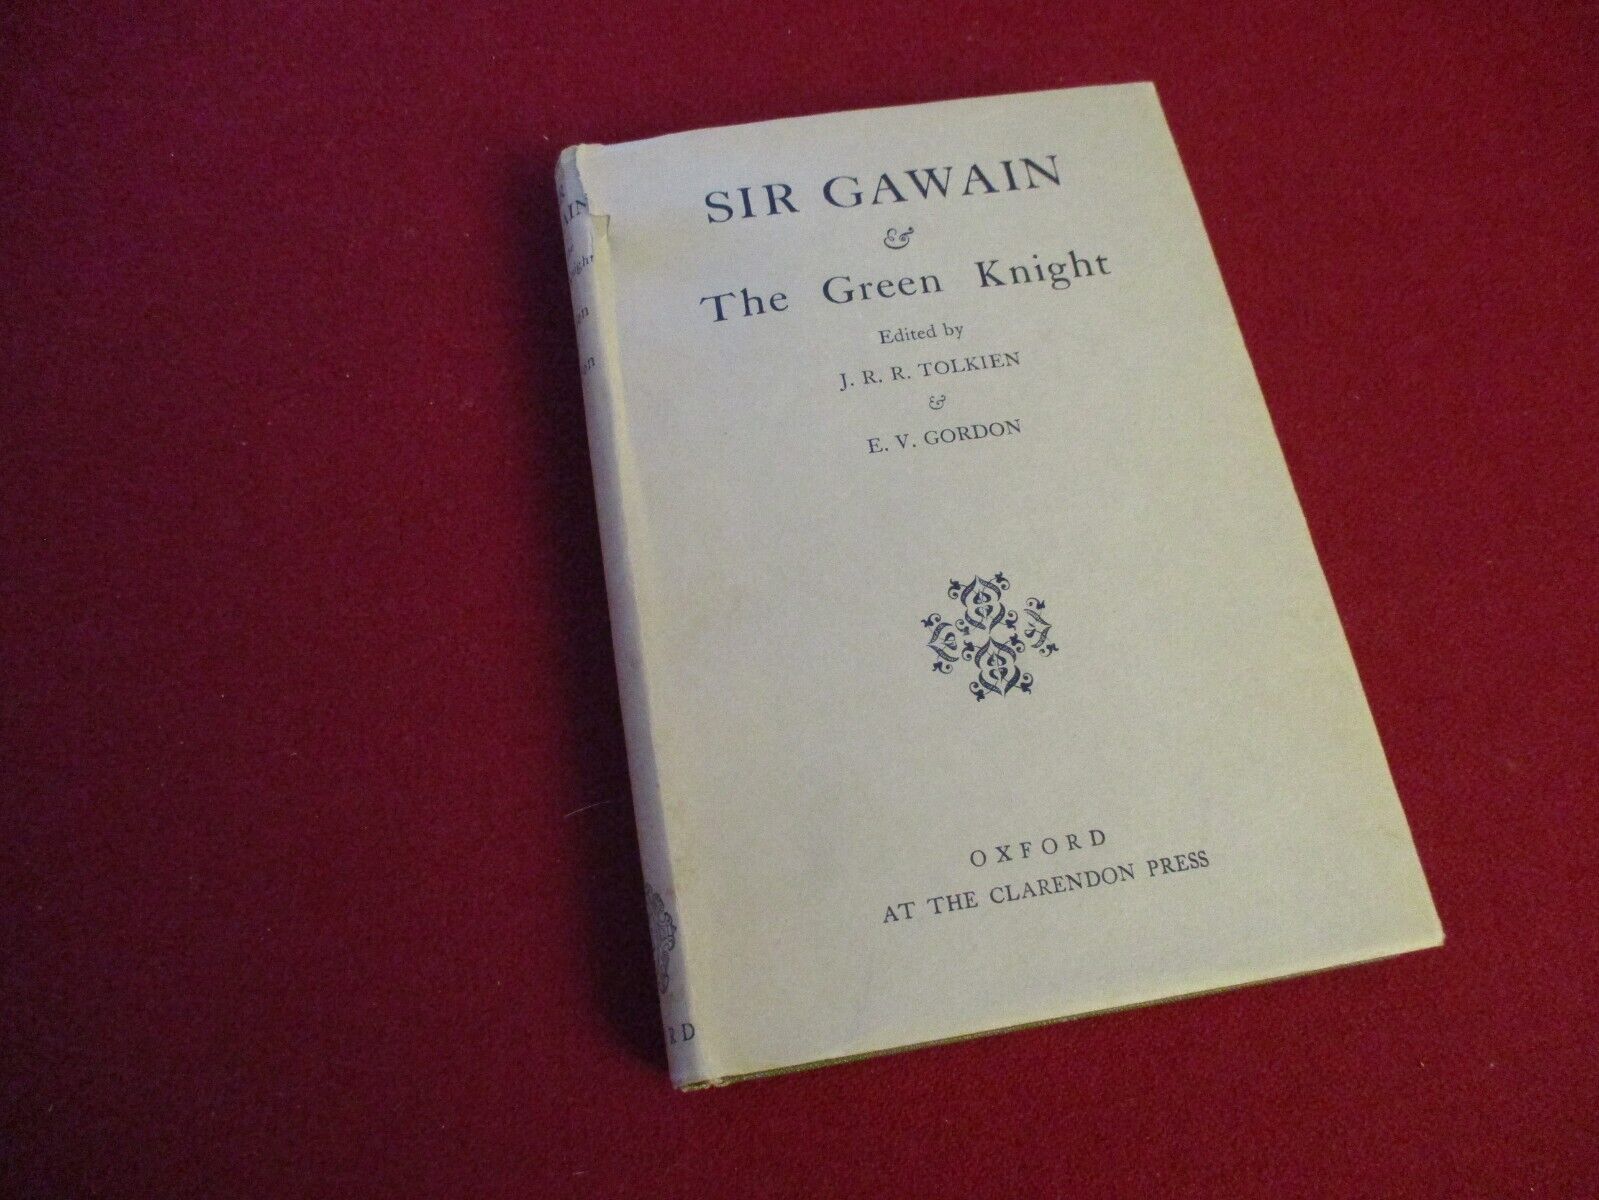 SIR GAWAIN
&
The Green Knight
Edited by
J. R. R. TOLKIEN
&
E. V. GORDON
OXFORD
AT THE CLARENDON PRESS